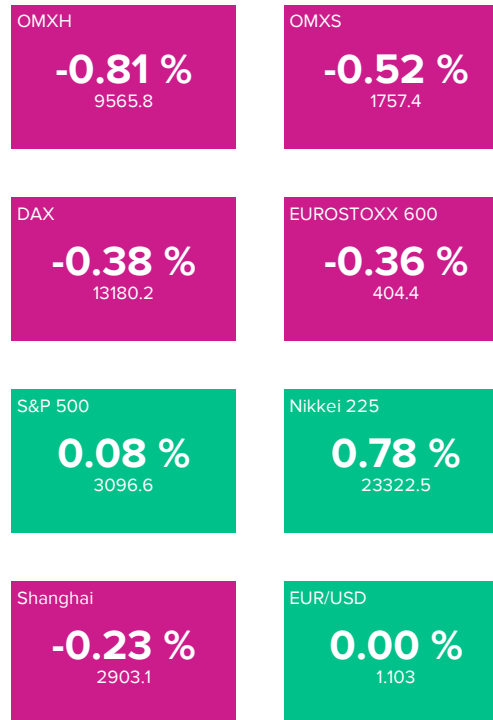 OMXH
-0.81 %
9565.8
OMXS
-0.52 %
1757.4
DAX
-0.38 %
13180.2
EUROSTOXX 600
-0.36 %
404.4
S&P 500
0.08 %
3096.6
Nikkei 225
0.78 %
23322.5
Shanghai
-0.23 %
2903.1
EUR/USD
0.00 %
1.103